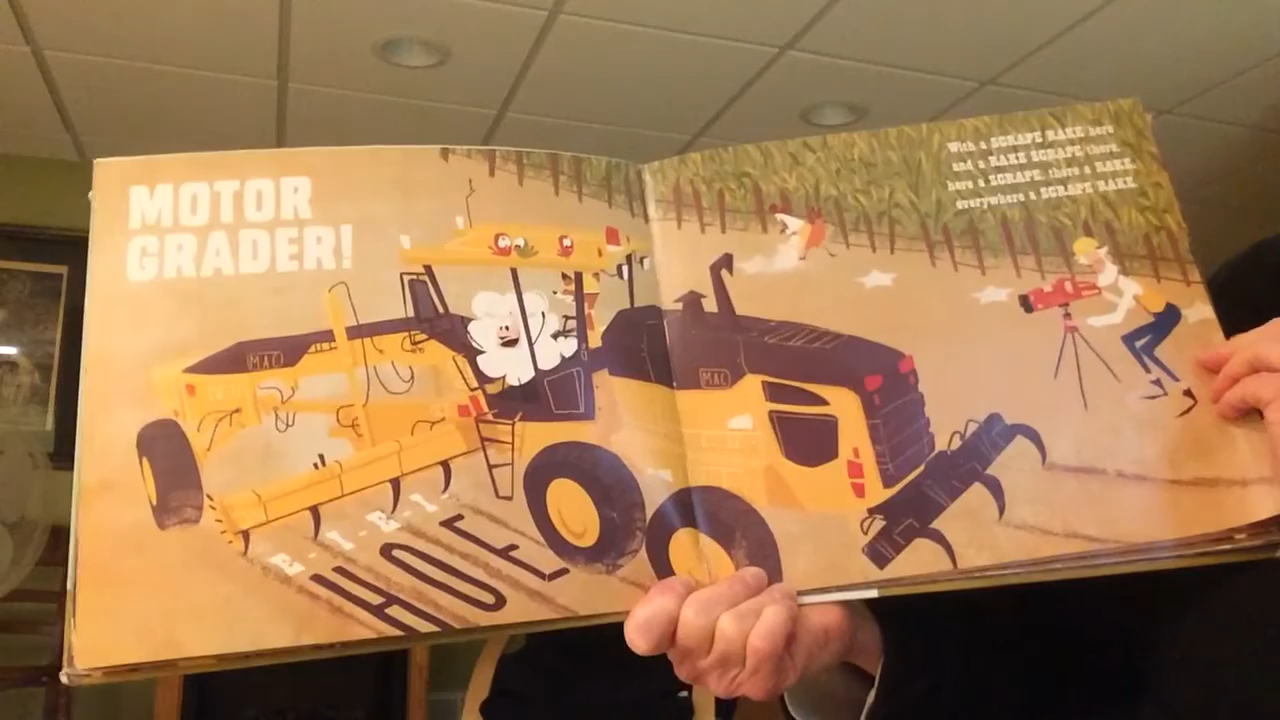 MOTOR
GRADER!
MAC
MAC
E-I-E-I-
HOE
With a SCRAPE RAKE here
and a RAKE SCRAPE there,
here a SCRAPE, there a RAKE,
everywhere a SCRAPE RAKE